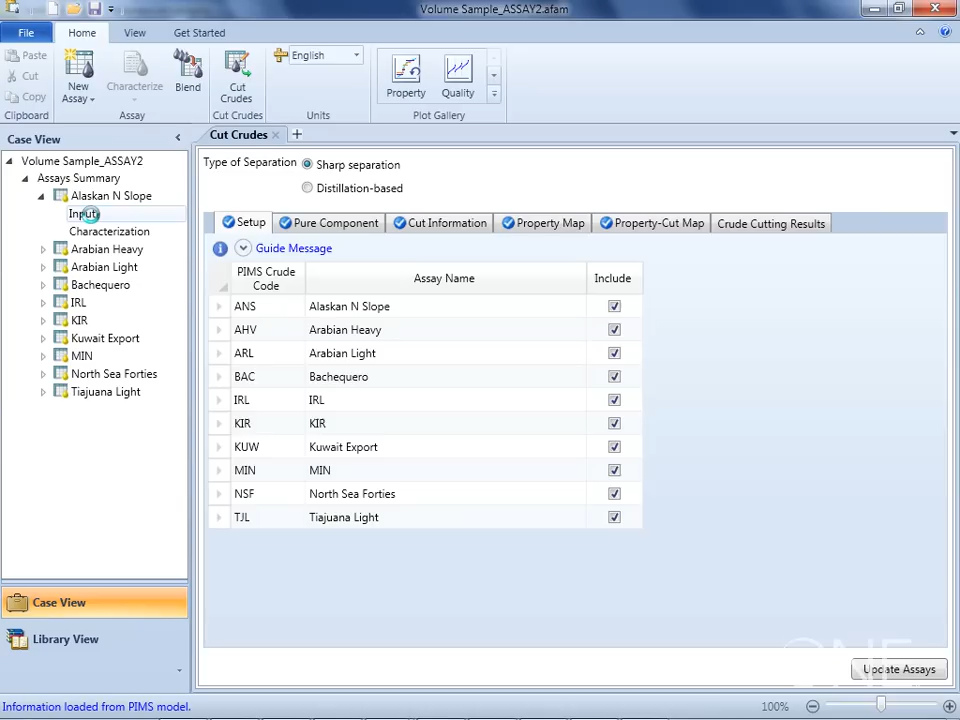 Volume Sample_ASSAY2.afam
File
Home
View
Get Started
Paste
Cut
Copy
Clipboard
New Assay
Characterize
Blend
Assay
Cut Crudes
Cut Crudes
English
Units
Property
Quality
Plot Gallery
Case View
Volume Sample_ASSAY2
Assays Summary
Alaskan N Slope
Input
Characterization
Arabian Heavy
Arabian Light
Bachequero
IRL
KIR
Kuwait Export
MIN
North Sea Forties
Tiajuana Light
Case View
Library View
Cut Crudes
Type of Separation
Sharp separation
Distillation-based
Setup
Pure Component
Cut Information
Property Map
Property-Cut Map
Crude Cutting Results
Guide Message
PIMS Crude Code
Assay Name
Include
ANS Alaskan N Slope
AHV Arabian Heavy
ARL Arabian Light
BAC Bachequero
IRL IRL
KIR KIR
KUW Kuwait Export
MIN MIN
NSF North Sea Forties
TJL Tiajuana Light
Update Assays
Information loaded from PIMS model.
100%